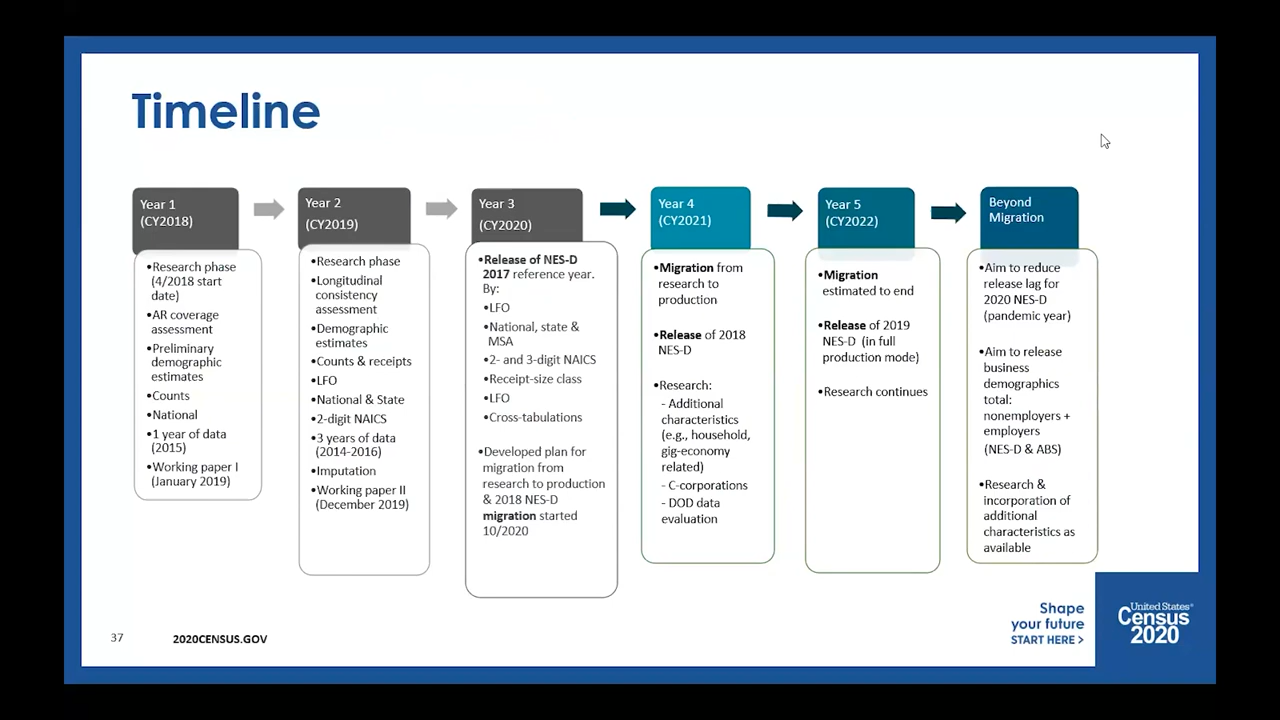 Timeline
Year 1
(CY2018)
•Research phase
(4/2018 start
date)
•AR coverage
assessment
•Preliminary
demographic
estimates
•Counts
•National
•1 year of data
(2015)
•Working paper I
(January 2019)
Year 2
(CY2019)
•Research phase
•Longitudinal
consistency
assessment
•Demographic
estimates
•Counts & receipts
•LFO
•National & State
•2-digit NAICS
•3 years of data
(2014-2016)
•Imputation
•Working paper II
(December 2019)
Year 3
(CY2020)
•Release of NES-D
2017 reference year.
By:
•LFO
•National, state &
MSA
•2- and 3-digit NAICS
•Receipt-size class
•LFO
•Cross-tabulations
•Developed plan for
migration from
research to production
& 2018 NES-D
migration started
10/2020
Year 4
(CY2021)
•Migration from
research to
production
•Release of 2018
NES-D
•Research:
- Additional
characteristics
(e.g., household,
gig-economy
related)
- C-corporations
- DOD data
evaluation
Year 5
(CY2022)
•Migration
estimated to end
•Release of 2019
NES-D (in full
production mode)
•Research continues
Beyond
Migration
•Aim to reduce
release lag for
2020 NES-D
(pandemic year)
•Aim to release
business
demographics
total:
nonemployers +
employers
(NES-D & ABS)
•Research &
incorporation of
additional
characteristics as
available
37
2020CENSUS.GOV
Shape
your future
START HERE >
United States®
Census
2020